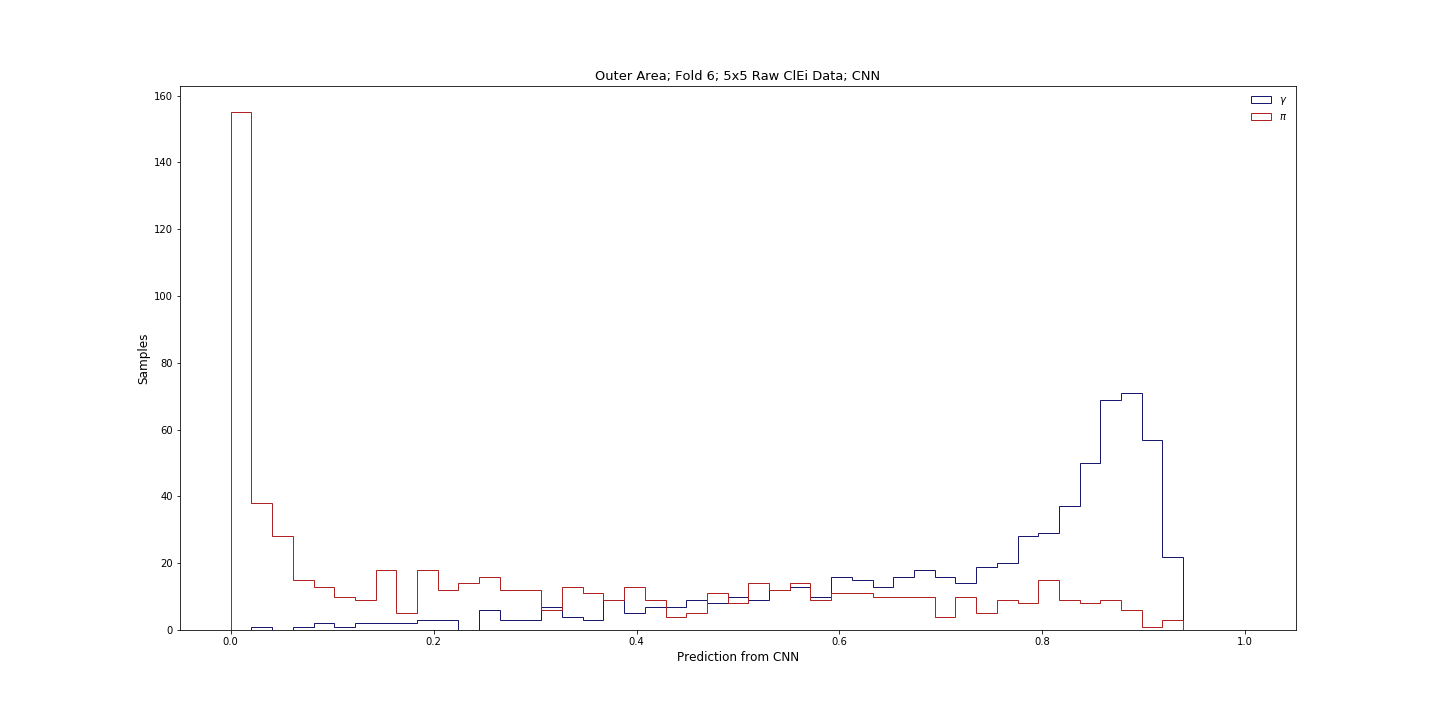 Outer Area; Fold 6; 5x5 Raw ClEi Data; CNN
γ
π
160
140
120
100
80
60
40
20
0
Samples
0.0 0.2 0.4 0.6 0.8 1.0
Prediction from CNN